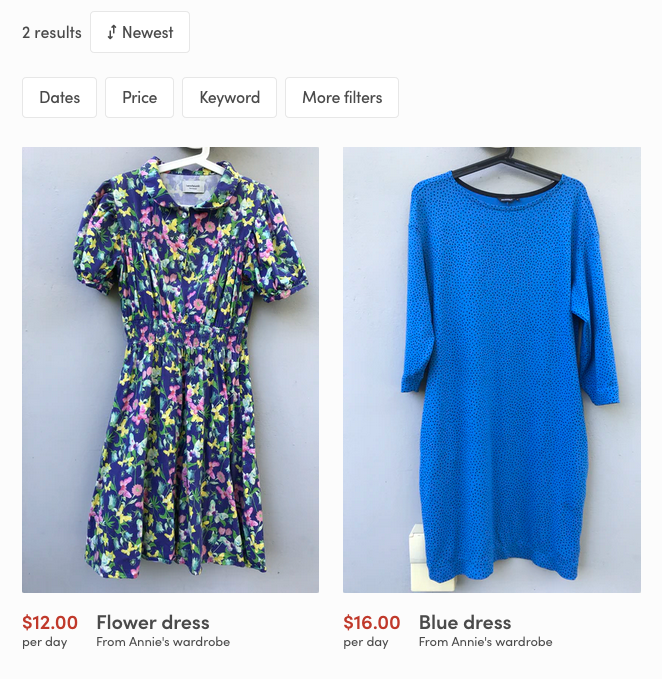 2 results
Newest
Dates
Price
Keyword
More filters
$12.00 Flower dress
per day From Annie's wardrobe
$16.00 Blue dress
per day From Annie's wardrobe